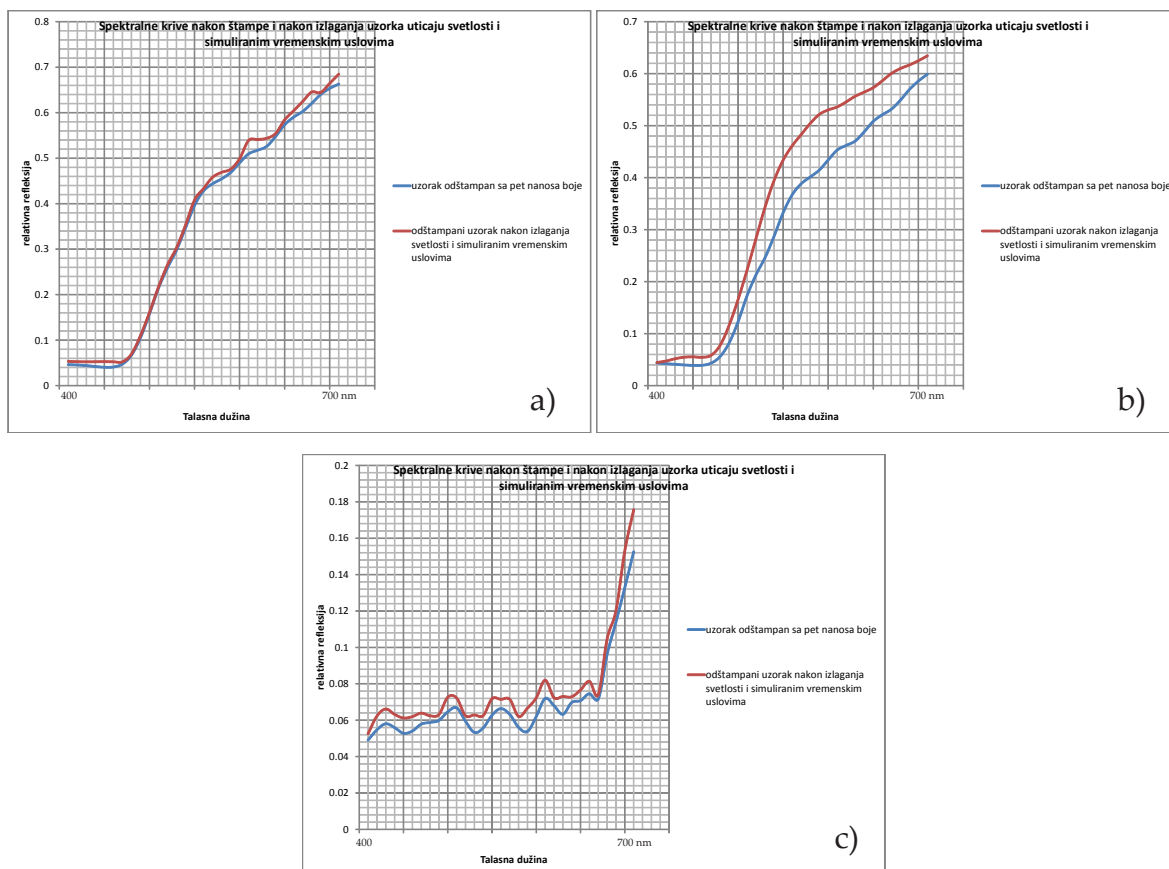 Spektralne krive nakon štampe i nakon izlaganja uzorka uticaju svetlosti i
simuliranim vremenskim uslovima
0.8
0.7
0.6
0.5
0.4
0.3
0.2
0.1
0
relativna refleksija
400
700 nm
Talasna dužina
uzorak odštampan sa pet nanosa boje
odštampani uzorak nakon izlaganja
svetlosti i simuliranim vremenskim
uslovima
a)
Spektralne krive nakon štampe i nakon izlaganja uzorka uticaju svetlosti i
simuliranim vremenskim uslovima
0.7
0.6
0.5
0.4
0.3
0.2
0.1
0
relativna refleksija
400
700 nm
Talasna dužina
uzorak odštampan sa pet nanosa boje
odštampani uzorak nakon izlaganja
svetlosti i simuliranim vremenskim
uslovima
b)
Spektralne krive nakon štampe i nakon izlaganja uzorka uticaju svetlosti i
simuliranim vremenskim uslovima
0.2
0.18
0.16
0.14
0.12
0.1
0.08
0.06
0.04
0.02
0
relativna refleksija
400
700 nm
Talasna dužina
uzorak odštampan sa pet nanosa boje
odštampani uzorak nakon izlaganja
svetlosti i simuliranim vremenskim
uslovima
c)